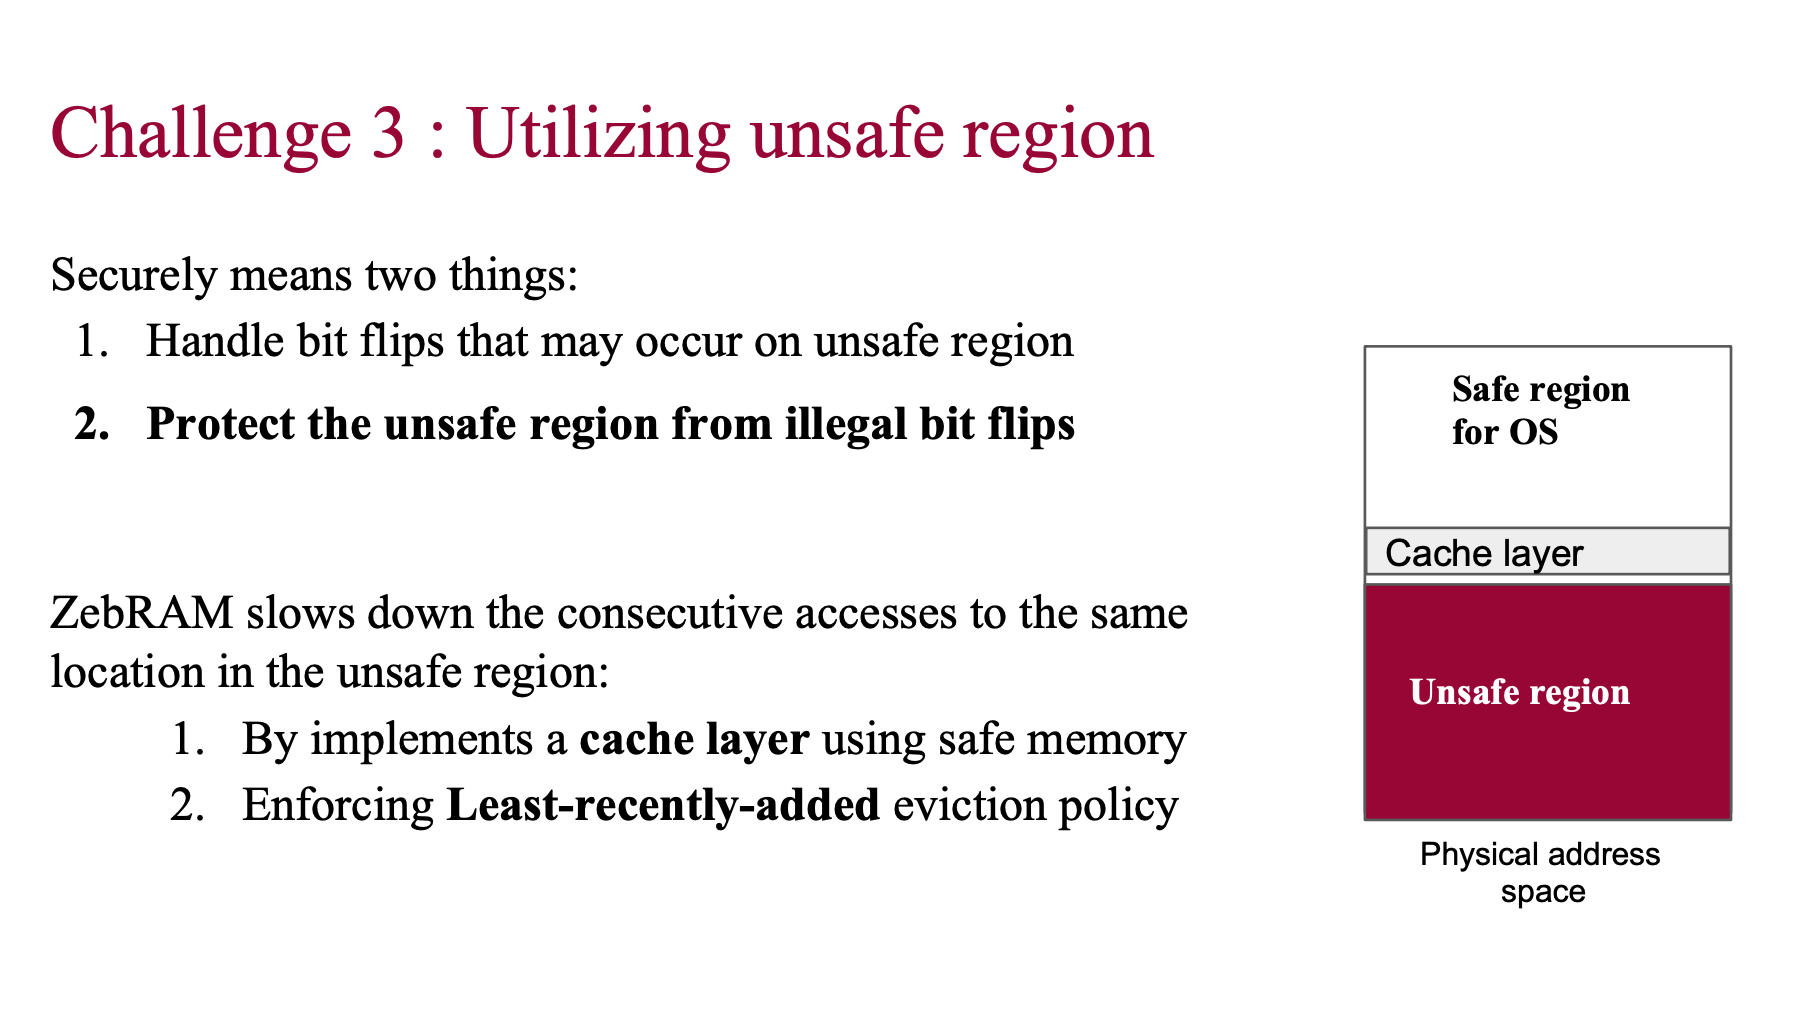 Challenge 3 : Utilizing unsafe region
Securely means two things:
1. Handle bit flips that may occur on unsafe region
2. Protect the unsafe region from illegal bit flips
ZebRAM slows down the consecutive accesses to the same
location in the unsafe region:
1. By implements a cache layer using safe memory
2. Enforcing Least-recently-added eviction policy
Safe region
for OS
Cache layer
Unsafe region
Physical address
space